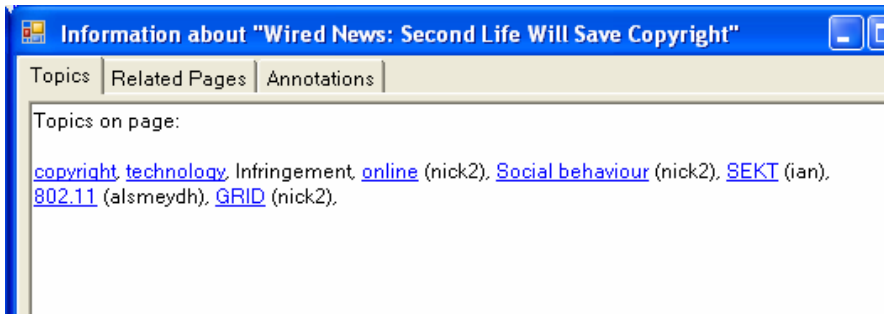 Information about "Wired News: Second Life Will Save Copyright"
Topics Related Pages Annotations
Topics on page:
copyright, technology, Infringement, online (nick2), Social behaviour (nick2), SEKT (ian),
802.11 (alsmeydh), GRID (nick2),